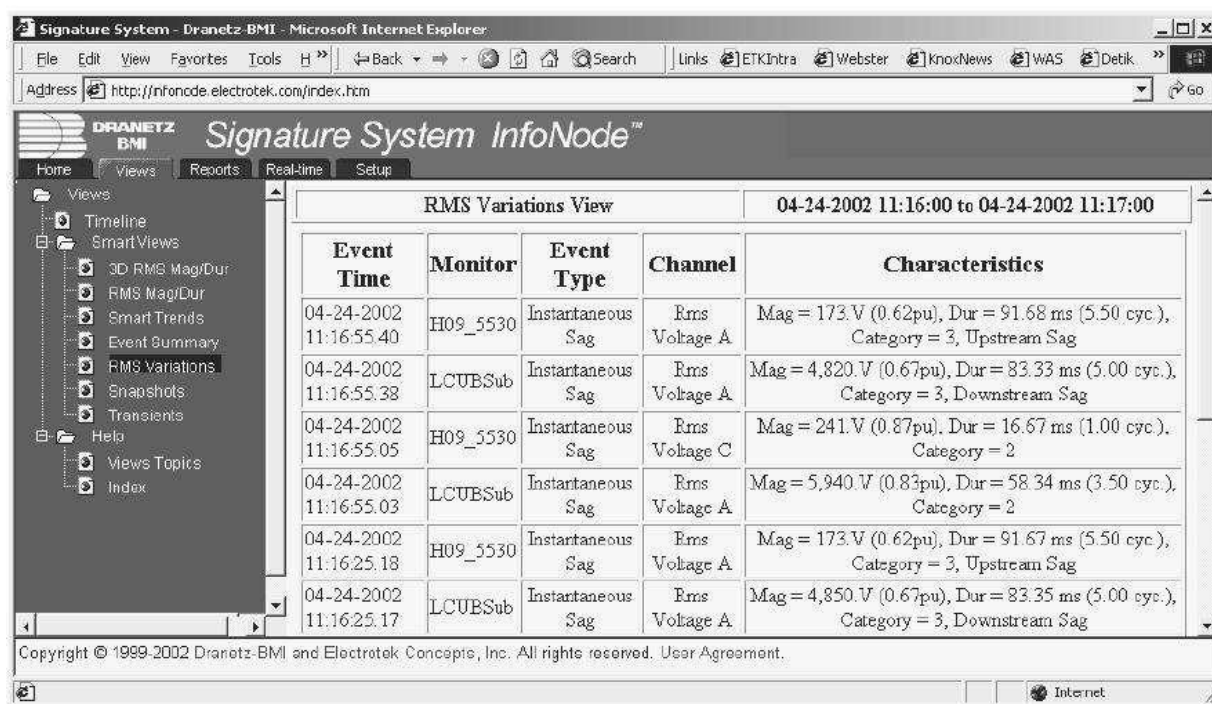 Signature System - Dranetz-BMI - Microsoft Internet Explorer
File Edit View Favorites Tools H » Back Search Links ETKIntra Webster KnoxNews WAS Detik »
Address http://infonode.electrotek.com/index.htm Go
DRANETZ BMI Signature System InfoNode™
Home Views Reports Real-time Setup
Views
Timeline
SmartViews
3D RMS Mag/Dur
RMS Mag/Dur
SmartTrends
Event Summary
RMS Variations
Snapshots
Transients
Help
Views Topics
Index
RMS Variations View 04-24-2002 11:16:00 to 04-24-2002 11:17:00
Event Time Monitor Event Type Channel Characteristics
04-24-2002 11:16:55.40 H09_5530 Instantaneous Sag Rms Voltage A Mag = 173.V (0.62pu), Dur = 91.68 ms (5.50 cyc.), Category = 3, Upstream Sag
04-24-2002 11:16:55.38 LCUBSub Instantaneous Sag Rms Voltage A Mag = 4,820.V (0.67pu), Dur = 83.33 ms (5.00 cyc.), Category = 3, Downstream Sag
04-24-2002 11:16:55.05 H09_5530 Instantaneous Sag Rms Voltage C Mag = 241.V (0.87pu), Dur = 16.67 ms (1.00 cyc.), Category = 2
04-24-2002 11:16:55.03 LCUBSub Instantaneous Sag Rms Voltage A Mag = 5,940.V (0.83pu), Dur = 58.34 ms (3.50 cyc.), Category = 2
04-24-2002 11:16:25.18 H09_5530 Instantaneous Sag Rms Voltage A Mag = 173.V (0.62pu), Dur = 91.67 ms (5.50 cyc.), Category = 3, Upstream Sag
04-24-2002 11:16:25.17 LCUBSub Instantaneous Sag Rms Voltage A Mag = 4,850.V (0.67pu), Dur = 83.35 ms (5.00 cyc.), Category = 3, Downstream Sag
Copyright © 1999-2002 Dranetz-BMI and Electrotek Concepts, Inc. All rights reserved. User Agreement.
Internet